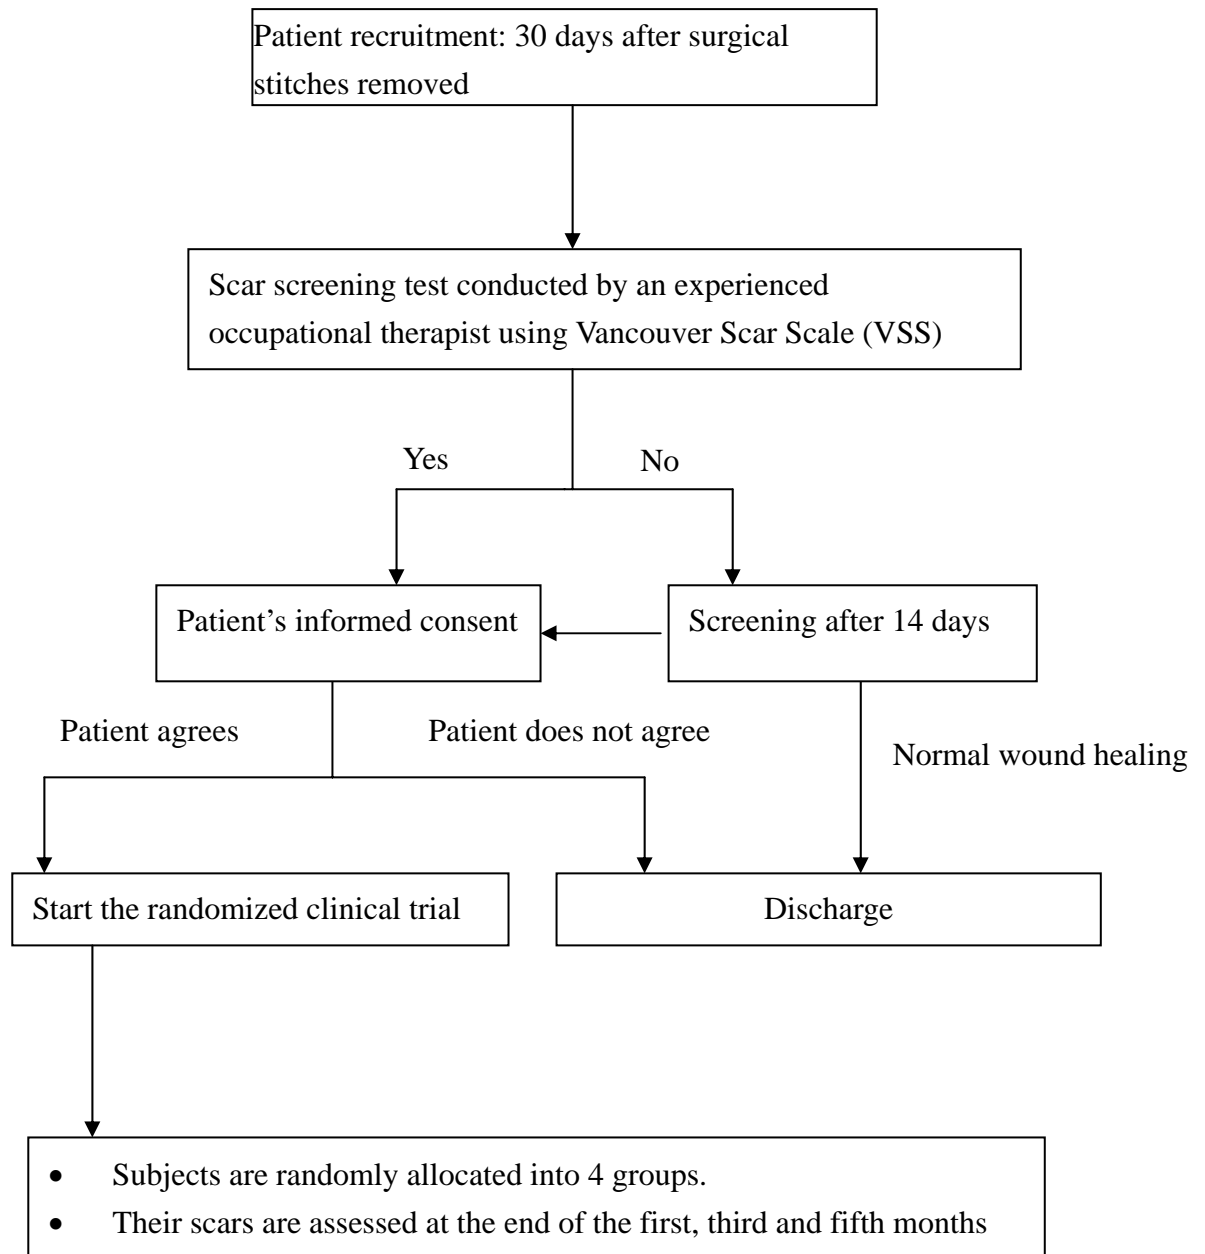 Patient recruitment: 30 days after surgical
stitches removed
Scar screening test conducted by an experienced
occupational therapist using Vancouver Scar Scale (VSS)
Yes
No
Patient’s informed consent
Screening after 14 days
Patient agrees
Patient does not agree
Normal wound healing
Start the randomized clinical trial
Discharge
• Subjects are randomly allocated into 4 groups.
• Their scars are assessed at the end of the first, third and fifth months